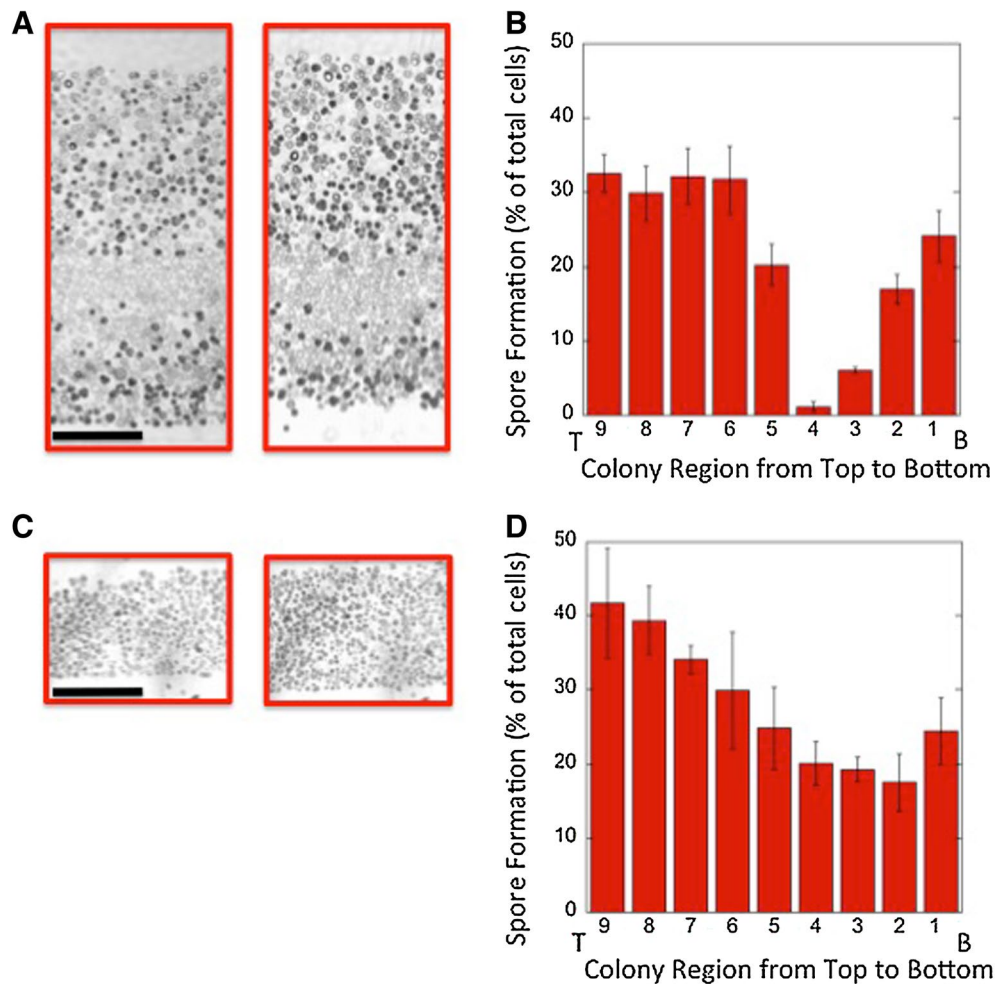 A
B
Spore Formation (% of total cells)
50
40
30
20
10
0
T 9 8 7 6 5 4 3 2 1 B
Colony Region from Top to Bottom
C
D
Spore Formation (% of total cells)
50
40
30
20
10
0
T 9 8 7 6 5 4 3 2 1 B
Colony Region from Top to Bottom